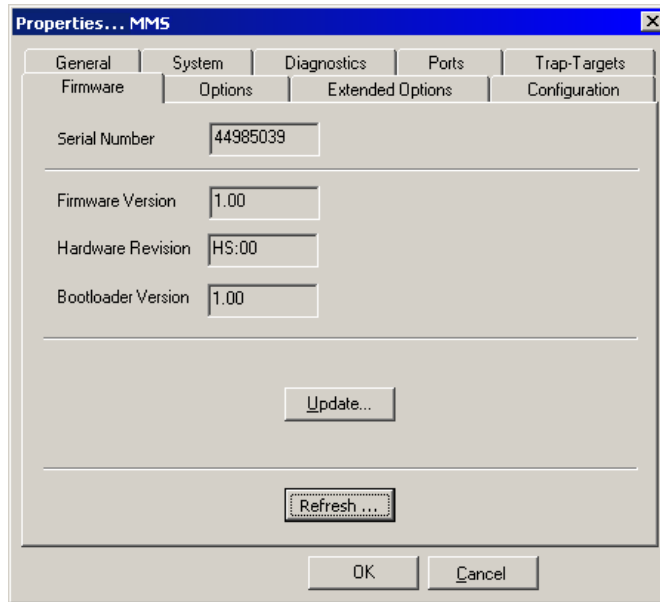 Properties... MMS
General System Diagnostics Ports Trap-Targets
Firmware Options Extended Options Configuration
Serial Number 44985039
Firmware Version 1.00
Hardware Revision HS:00
Bootloader Version 1.00
Update...
Refresh ...
OK Cancel